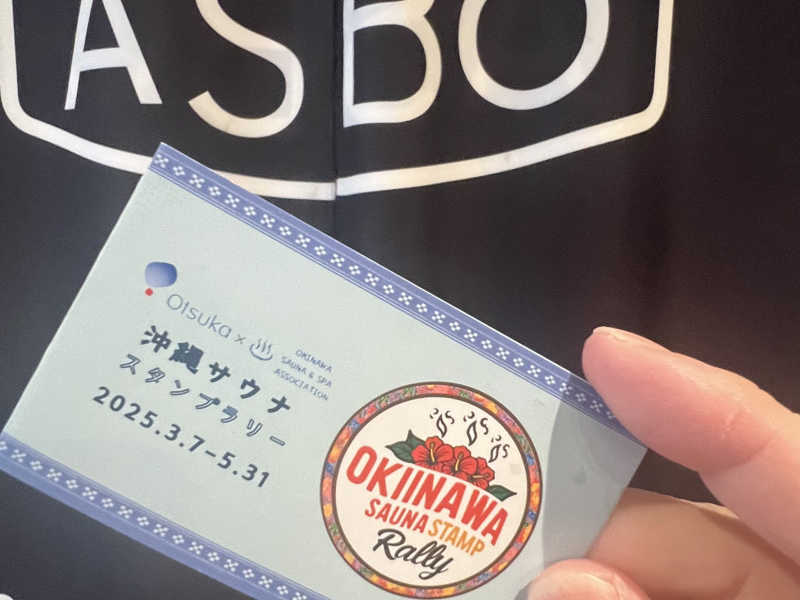 ASBO
Otsuka × OKINAWA
SAUNA & SPA
ASSOCIATION
沖縄サウナ
スタンプラリー
2025.3.7-5.31
OKIINAWA
SAUNA STAMP
Rally